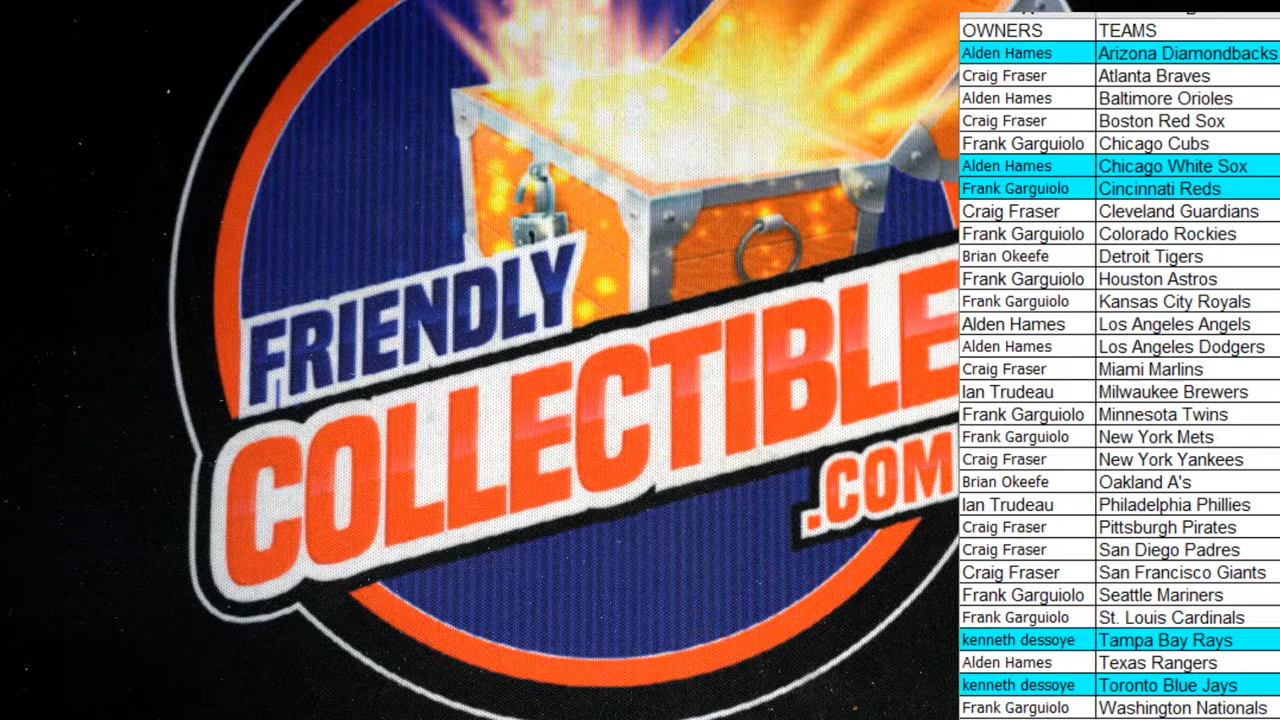 FRIENDLY
COLLECTIBLE
.COM
OWNERS TEAMS
Alden Hames Arizona Diamondbacks
Craig Fraser Atlanta Braves
Alden Hames Baltimore Orioles
Craig Fraser Boston Red Sox
Frank Garguiolo Chicago Cubs
Alden Hames Chicago White Sox
Frank Garguiolo Cincinnati Reds
Craig Fraser Cleveland Guardians
Frank Garguiolo Colorado Rockies
Brian Okeefe Detroit Tigers
Frank Garguiolo Houston Astros
Frank Garguiolo Kansas City Royals
Alden Hames Los Angeles Angels
Alden Hames Los Angeles Dodgers
Craig Fraser Miami Marlins
Ian Trudeau Milwaukee Brewers
Frank Garguiolo Minnesota Twins
Frank Garguiolo New York Mets
Craig Fraser New York Yankees
Brian Okeefe Oakland A's
Ian Trudeau Philadelphia Phillies
Craig Fraser Pittsburgh Pirates
Craig Fraser San Diego Padres
Craig Fraser San Francisco Giants
Frank Garguiolo Seattle Mariners
Frank Garguiolo St. Louis Cardinals
kenneth dessoye Tampa Bay Rays
Alden Hames Texas Rangers
kenneth dessoye Toronto Blue Jays
Frank Garguiolo Washington Nationals